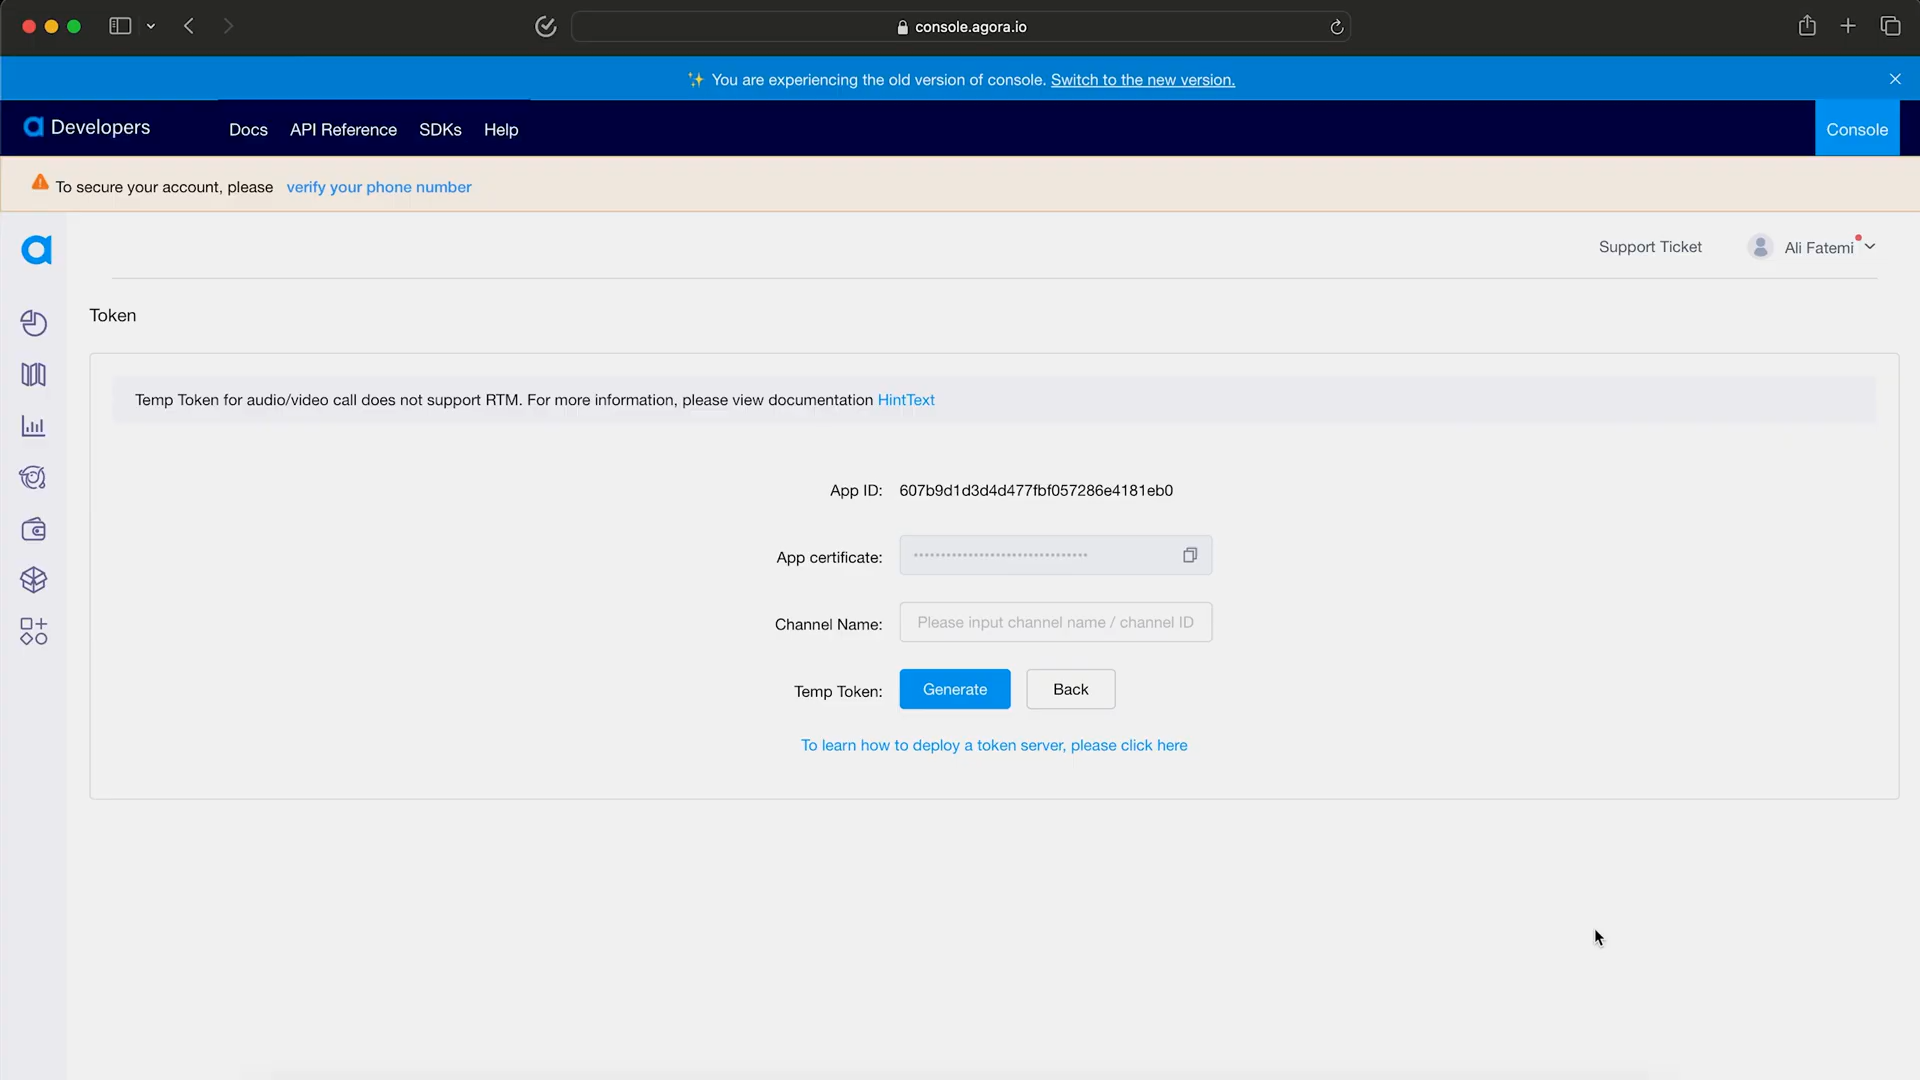 console.agora.io
✨ You are experiencing the old version of console. Switch to the new version.
Developers
Docs
API Reference
SDKs
Help
Console
To secure your account, please verify your phone number
Support Ticket
Ali Fatemi
Token
Temp Token for audio/video call does not support RTM. For more information, please view documentation HintText
App ID: 607b9d1d3d4d477fbf057286e4181eb0
App certificate:
Channel Name: Please input channel name / channel ID
Temp Token: Generate Back
To learn how to deploy a token server, please click here